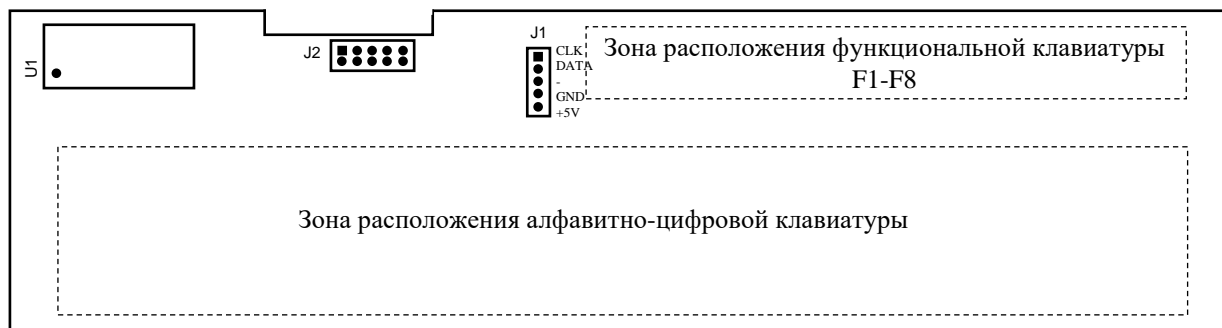 U1
J2
J1
CLK
DATA
-
GND
+5V
Зона расположения функциональной клавиатуры
F1-F8
Зона расположения алфавитно-цифровой клавиатуры